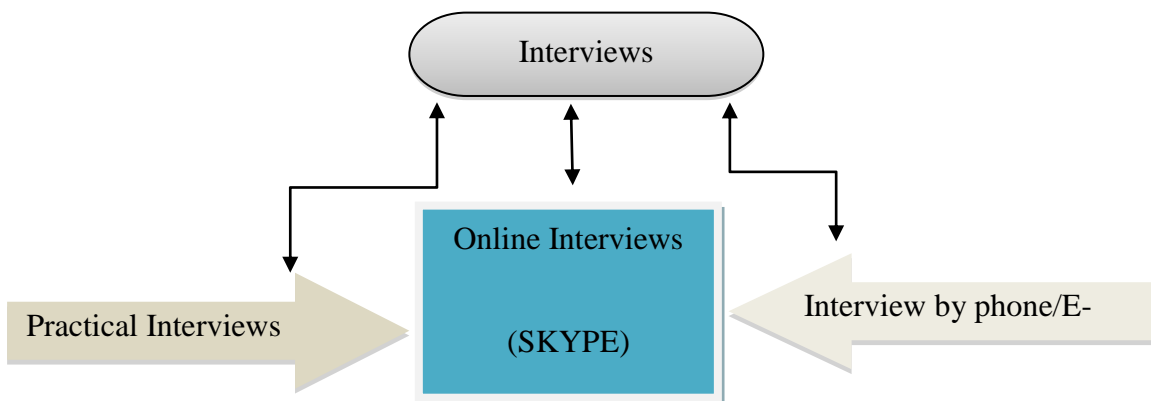 Interviews
Online Interviews
(SKYPE)
Practical Interviews
Interview by phone/E-